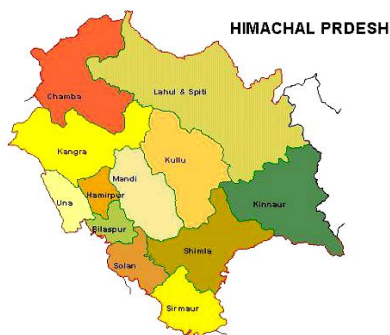 HIMACHAL PRDESH
Chamba
Lahul & Spiti
Kangra
Kullu
Mandi
Hamirpur
Una
Kinnaur
Bilaspur
Shimla
Solan
Sirmaur